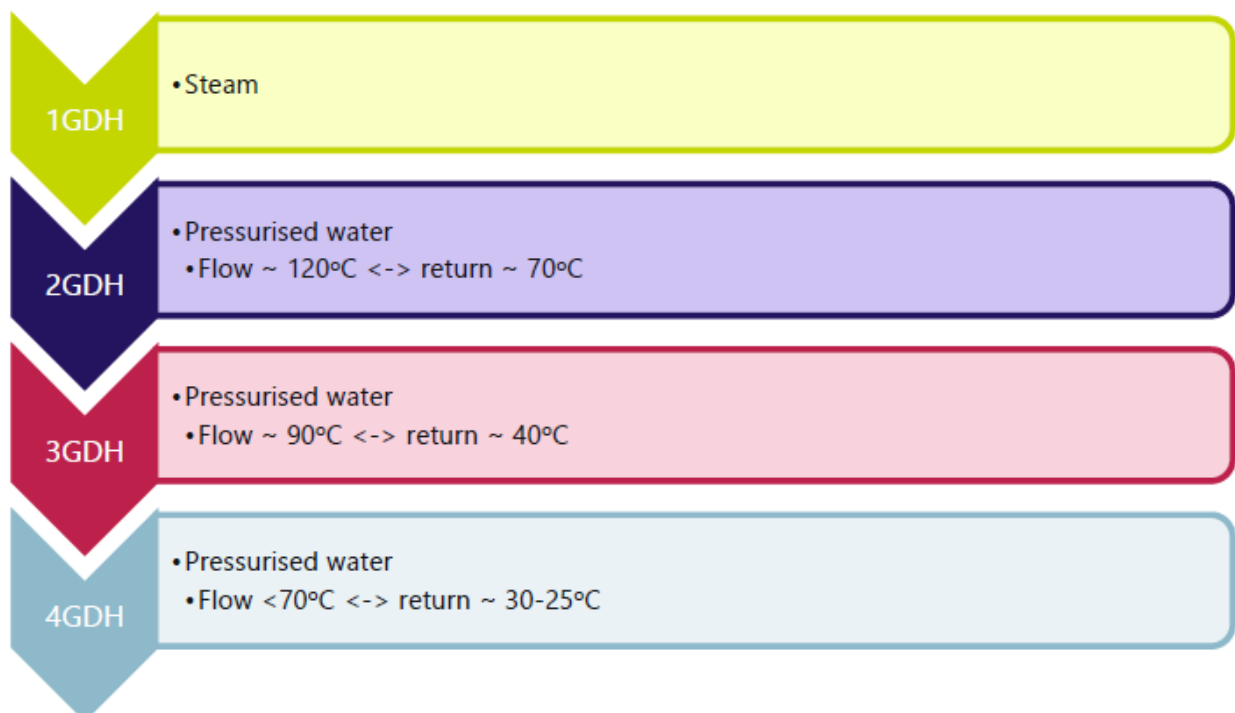 1GDH
•Steam
2GDH
•Pressurised water
•Flow ~ 120ºC <-> return ~ 70ºC
3GDH
•Pressurised water
•Flow ~ 90ºC <-> return ~ 40ºC
4GDH
•Pressurised water
•Flow <70ºC <-> return ~ 30-25ºC